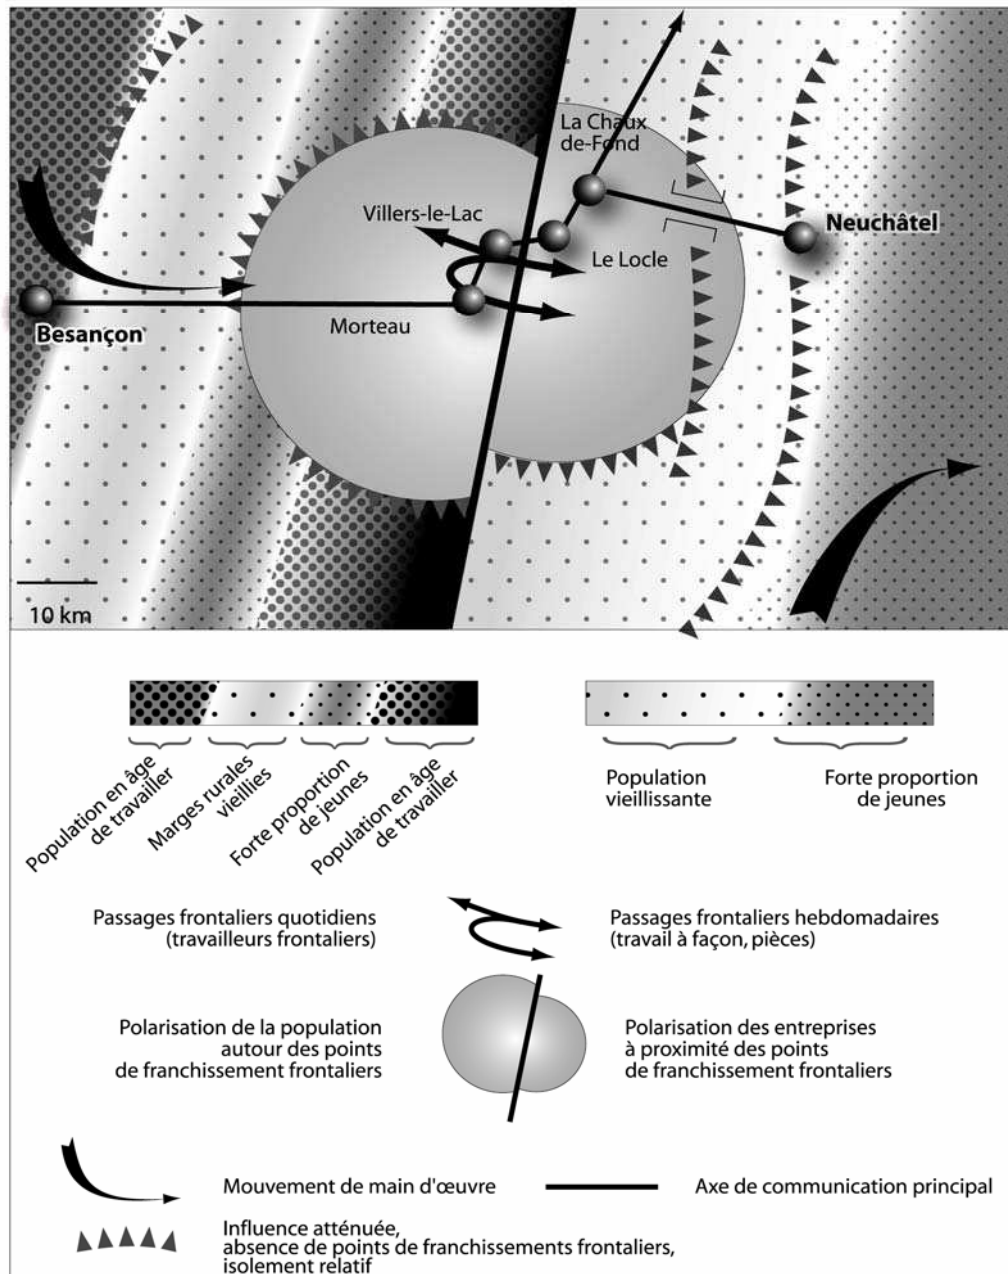 La Chaux
de-Fond
Villers-le-Lac
Neuchâtel
Le Locle
Besançon
Morteau
10 km
Population en âge
de travailler
Marges rurales
vieillies
Forte proportion
de jeunes
Population en âge
de travailler
Population
vieillissante
Forte proportion
de jeunes
Passages frontaliers quotidiens
(travailleurs frontaliers)
Passages frontaliers hebdomadaires
(travail à façon, pièces)
Polarisation de la population
autour des points
de franchissement frontaliers
Polarisation des entreprises
à proximité des points
de franchissement frontaliers
Mouvement de main d'œuvre
Axe de communication principal
Influence atténuée,
absence de points de franchissements frontaliers,
isolement relatif